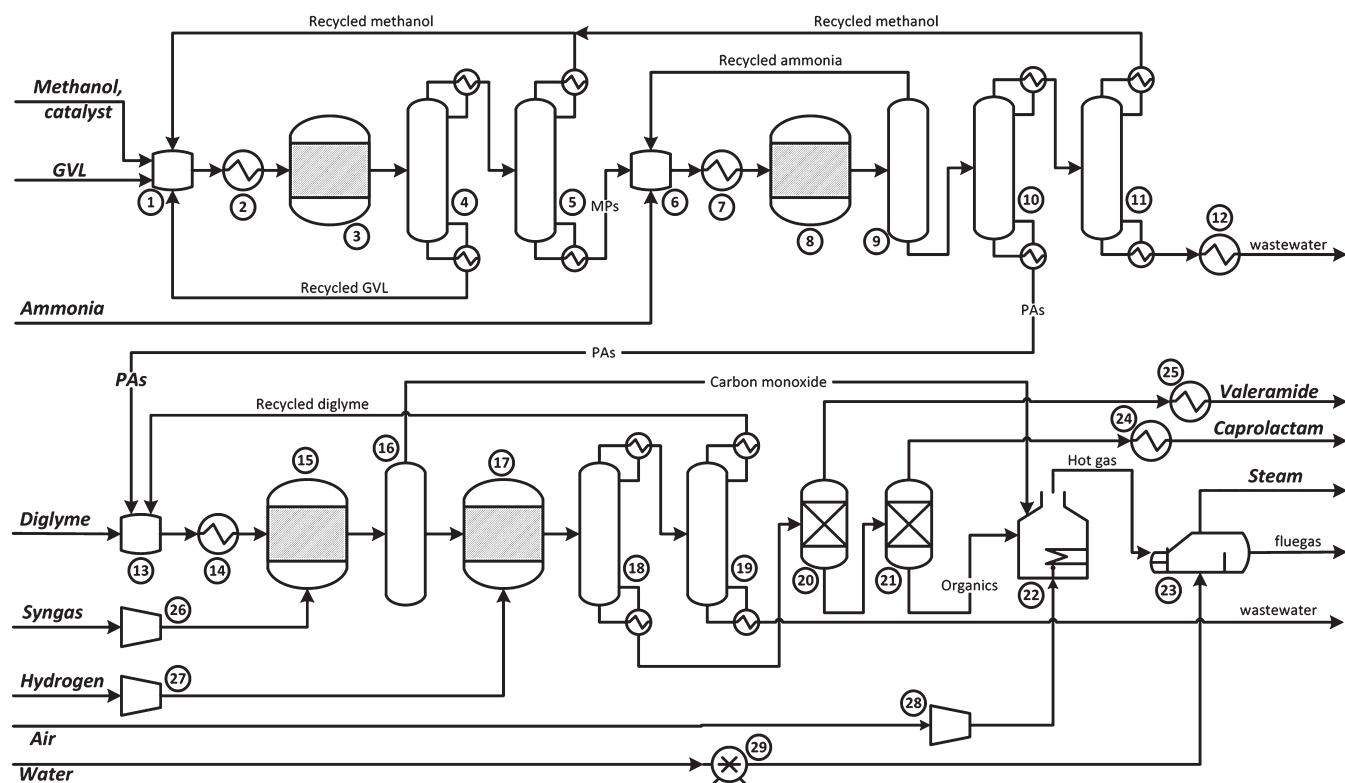 Recycled methanol
Recycled methanol
Methanol,
catalyst
Recycled ammonia
GVL
1
2
3
4
5
MPs
6
7
8
9
10
11
12
wastewater
Recycled GVL
Ammonia
PAs
PAs
PAs
Carbon monoxide
25
Valeramide
Recycled diglyme
24
Caprolactam
16
15
17
Hot gas
Steam
Diglyme
13
14
18
19
20
21
Organics
22
23
fluegas
Syngas
26
wastewater
Hydrogen
27
28
Air
29
Water